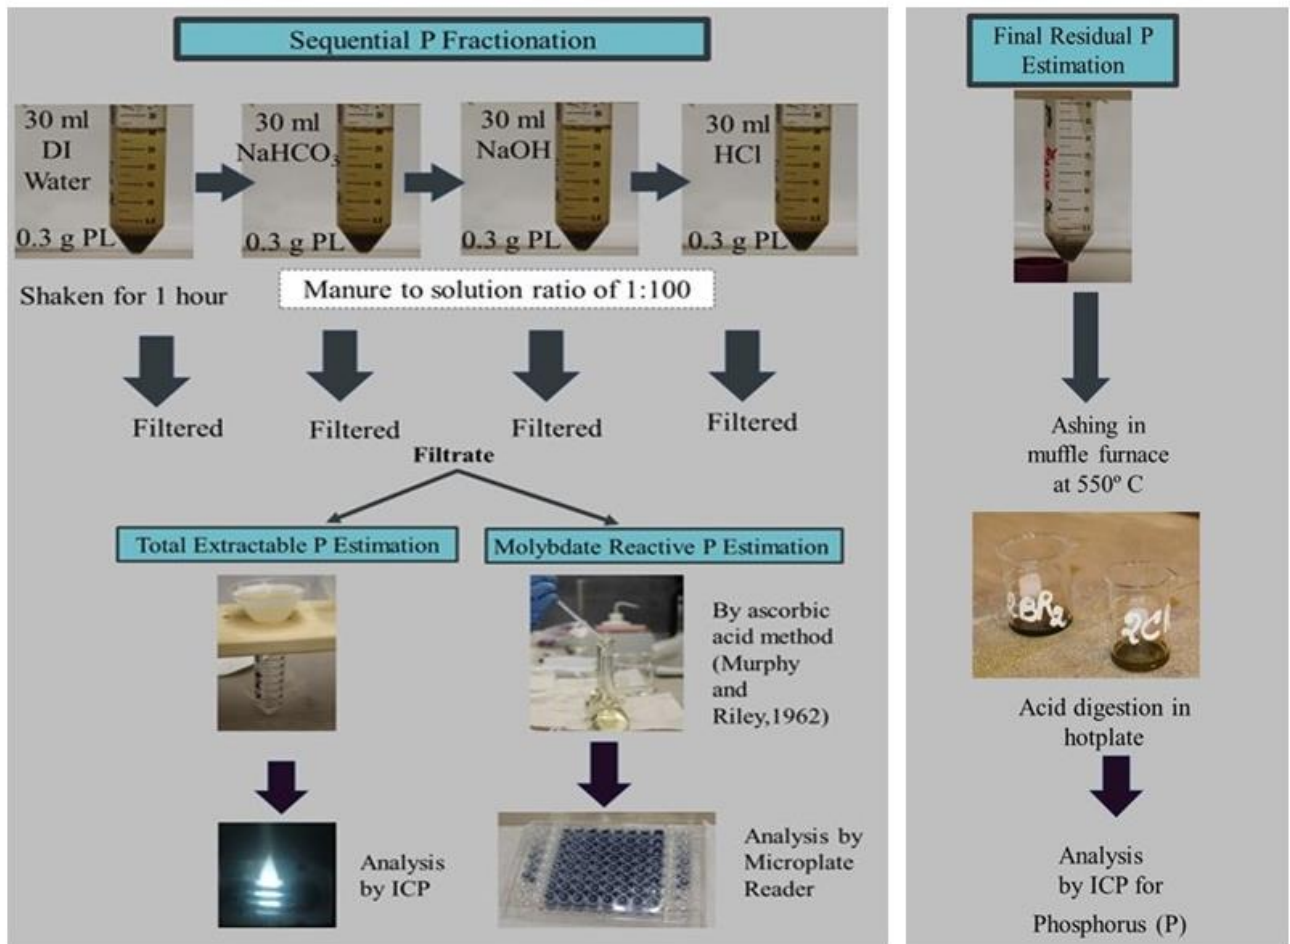 Sequential P Fractionation
30 ml
DI
Water
0.3 g PL
30 ml
NaHCO₃
0.3 g PL
30 ml
NaOH
0.3 g PL
30 ml
HCl
0.3 g PL
Shaken for 1 hour
Manure to solution ratio of 1:100
Filtered
Filtered
Filtered
Filtered
Filtrate
Total Extractable P Estimation
Molybdate Reactive P Estimation
By ascorbic
acid method
(Murphy
and
Riley,1962)
Analysis
by ICP
Analysis by
Microplate
Reader
Final Residual P
Estimation
Ashing in
muffle furnace
at 550º C
2BR2
2C1
Acid digestion in
hotplate
Analysis
by ICP for
Phosphorus (P)